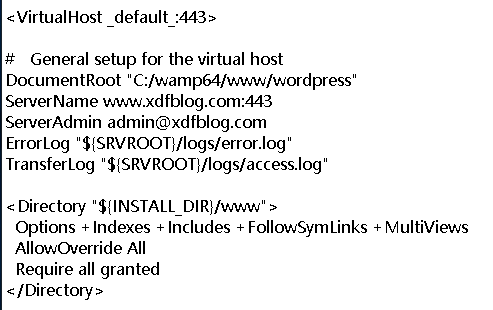 <VirtualHost _default_:443>
# General setup for the virtual host
DocumentRoot "C:/wamp64/www/wordpress"
ServerName www.xdfblog.com:443
ServerAdmin admin@xdfblog.com
ErrorLog "${SRVROOT}/logs/error.log"
TransferLog "${SRVROOT}/logs/access.log"
<Directory "${INSTALL_DIR}/www">
Options +Indexes +Includes +FollowSymLinks +MultiViews
AllowOverride All
Require all granted
</Directory>